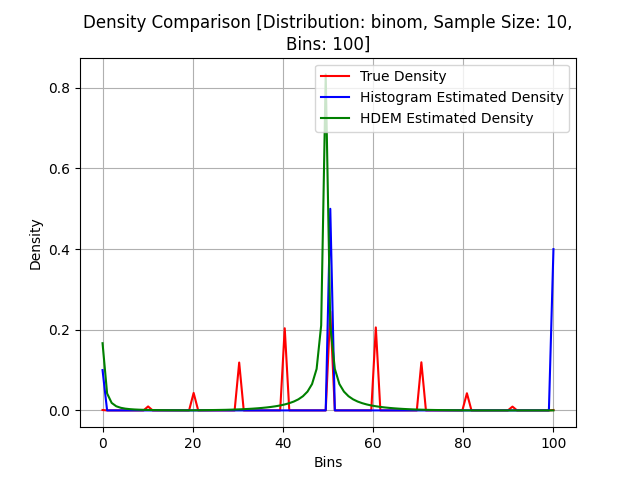 Density Comparison [Distribution: binom, Sample Size: 10,
Bins: 100]
True Density
Histogram Estimated Density
HDEM Estimated Density
Density
0.8
0.6
0.4
0.2
0.0
0 20 40 60 80 100
Bins